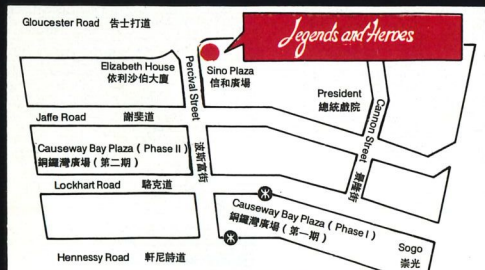 Gloucester Road 告士打道
Legends and Heroes
Elizabeth House
依利沙伯大廈
Percival Street
波斯富街
Sino Plaza
信和廣場
President
總統戲院
Cannon Street
景隆街
Jaffe Road 謝斐道
Causeway Bay Plaza ( Phase II )
銅鑼灣廣場 ( 第二期 )
Lockhart Road 駱克道
Causeway Bay Plaza ( Phase I )
銅鑼灣廣場 ( 第一期 )
Sogo
崇光
Hennessy Road 軒尼詩道